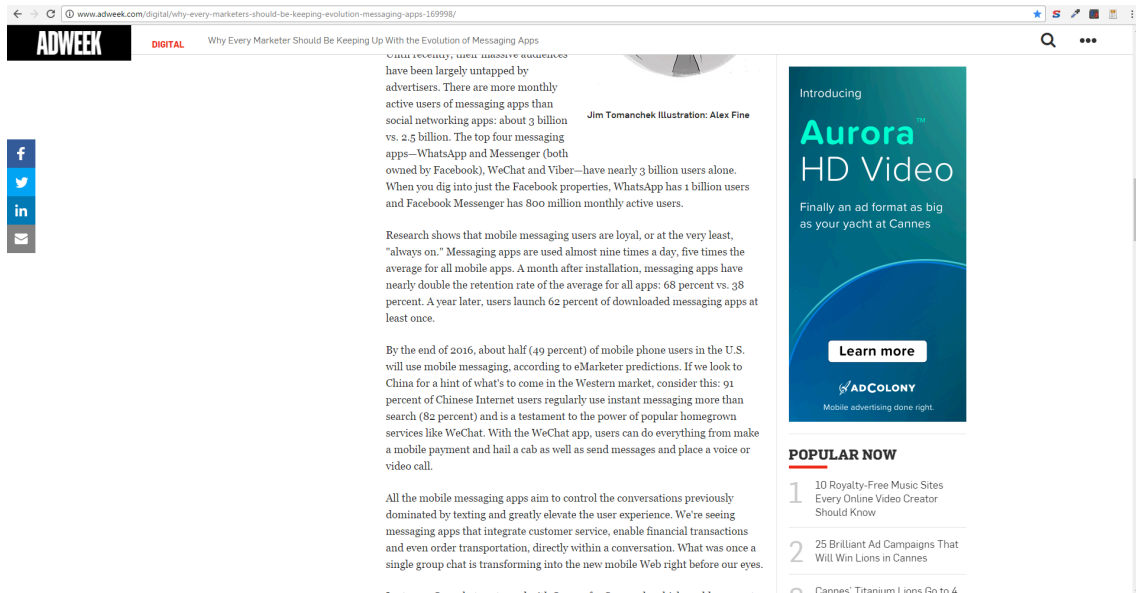 www.adweek.com/digital/why-every-marketers-should-be-keeping-evolution-messaging-apps-169998/
ADWEEK
DIGITAL
Why Every Marketer Should Be Keeping Up With the Evolution of Messaging Apps
Until recently, their massive audiences
have been largely untapped by
advertisers. There are more monthly
active users of messaging apps than
social networking apps: about 3 billion
vs. 2.5 billion. The top four messaging
apps—WhatsApp and Messenger (both
owned by Facebook), WeChat and Viber—have nearly 3 billion users alone.
When you dig into just the Facebook properties, WhatsApp has 1 billion users
and Facebook Messenger has 800 million monthly active users.
Jim Tomanchek Illustration: Alex Fine
Research shows that mobile messaging users are loyal, or at the very least,
"always on." Messaging apps are used almost nine times a day, five times the
average for all mobile apps. A month after installation, messaging apps have
nearly double the retention rate of the average for all apps: 68 percent vs. 38
percent. A year later, users launch 62 percent of downloaded messaging apps at
least once.
By the end of 2016, about half (49 percent) of mobile phone users in the U.S.
will use mobile messaging, according to eMarketer predictions. If we look to
China for a hint of what's to come in the Western market, consider this: 91
percent of Chinese Internet users regularly use instant messaging more than
search (82 percent) and is a testament to the power of popular homegrown
services like WeChat. With the WeChat app, users can do everything from make
a mobile payment and hail a cab as well as send messages and place a voice or
video call.
All the mobile messaging apps aim to control the conversations previously
dominated by texting and greatly elevate the user experience. We're seeing
messaging apps that integrate customer service, enable financial transactions
and even order transportation, directly within a conversation. What was once a
single group chat is transforming into the new mobile Web right before our eyes.
Introducing
Aurora™
HD Video
Finally an ad format as big
as your yacht at Cannes
Learn more
ADCOLONY
Mobile advertising done right.
POPULAR NOW
1
10 Royalty-Free Music Sites
Every Online Video Creator
Should Know
2
25 Brilliant Ad Campaigns That
Will Win Lions in Cannes
Cannes' Titanium Lions Go to 4